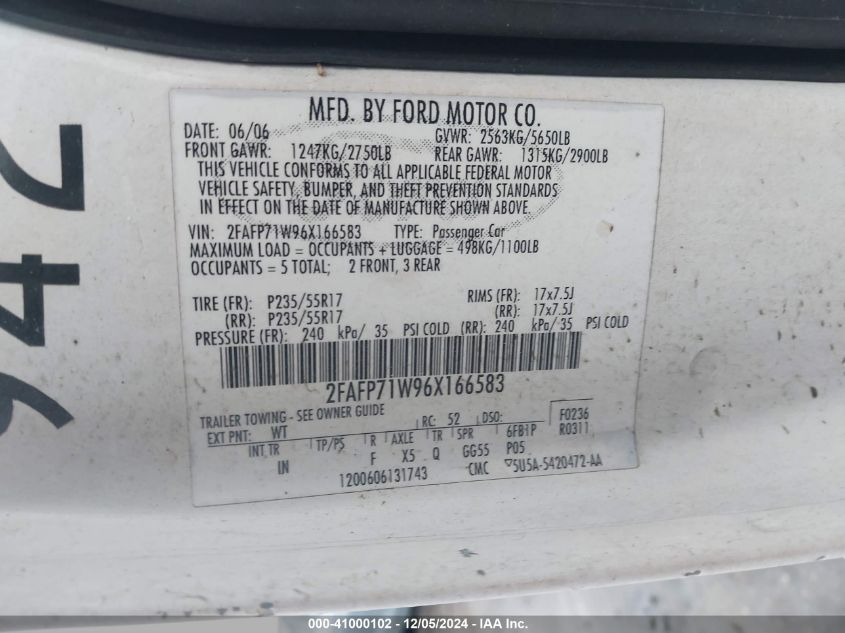 942
MFD. BY FORD MOTOR CO.
DATE: 06/06 GVWR: 2563KG/5650LB
FRONT GAWR: 1247KG/2750LB REAR GAWR: 1315KG/2900LB
THIS VEHICLE CONFORMS TO ALL APPLICABLE FEDERAL MOTOR
VEHICLE SAFETY, BUMPER, AND THEFT PREVENTION STANDARDS
IN EFFECT ON THE DATE OF MANUFACTURE SHOWN ABOVE.
VIN: 2FAFP71W96X166583 TYPE: Passenger Car
MAXIMUM LOAD = OCCUPANTS + LUGGAGE = 498KG/1100LB
OCCUPANTS = 5 TOTAL; 2 FRONT, 3 REAR
TIRE (FR): P235/55R17 RIMS (FR): 17x7.5J
(RR): P235/55R17 (RR): 17x7.5J
PRESSURE (FR): 240 kPa/ 35 PSI COLD (RR): 240 kPa/ 35 PSI COLD
2FAFP71W96X166583
TRAILER TOWING - SEE OWNER GUIDE
EXT PNT: WT RC: 52 DSO: F0236
INT TR TP/PS R AXLE TR SPR 6FB1P R0311
IN F X5 Q GG55 P05
1200606131743 CMC ▽5U5A-5420472-AA
000-41000102 - 12/05/2024 - IAA Inc.